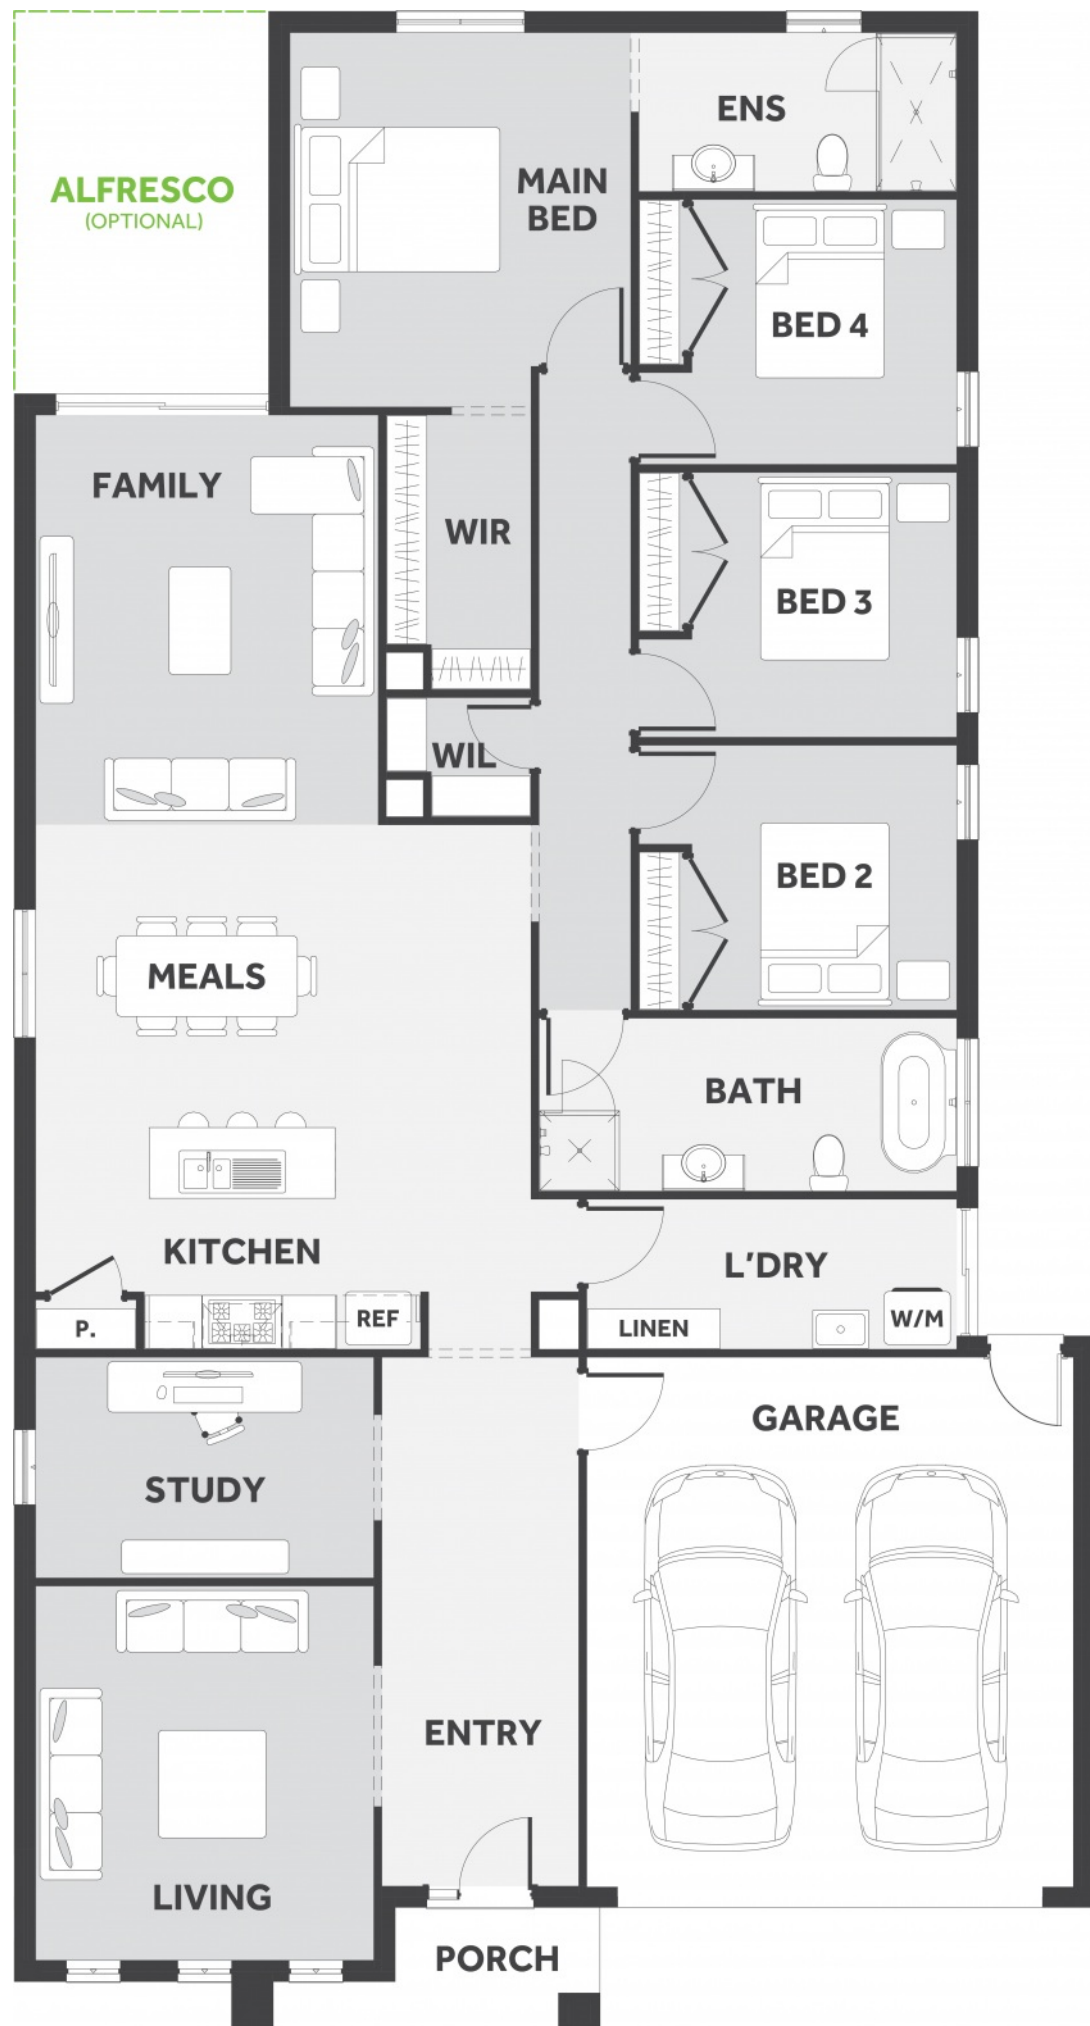 ENS
ALFRESCO
(OPTIONAL)
MAIN
BED
BED 4
FAMILY
WIR
BED 3
WIL
BED 2
MEALS
BATH
KITCHEN
L'DRY
P.
REF
LINEN
W/M
GARAGE
STUDY
ENTRY
LIVING
PORCH